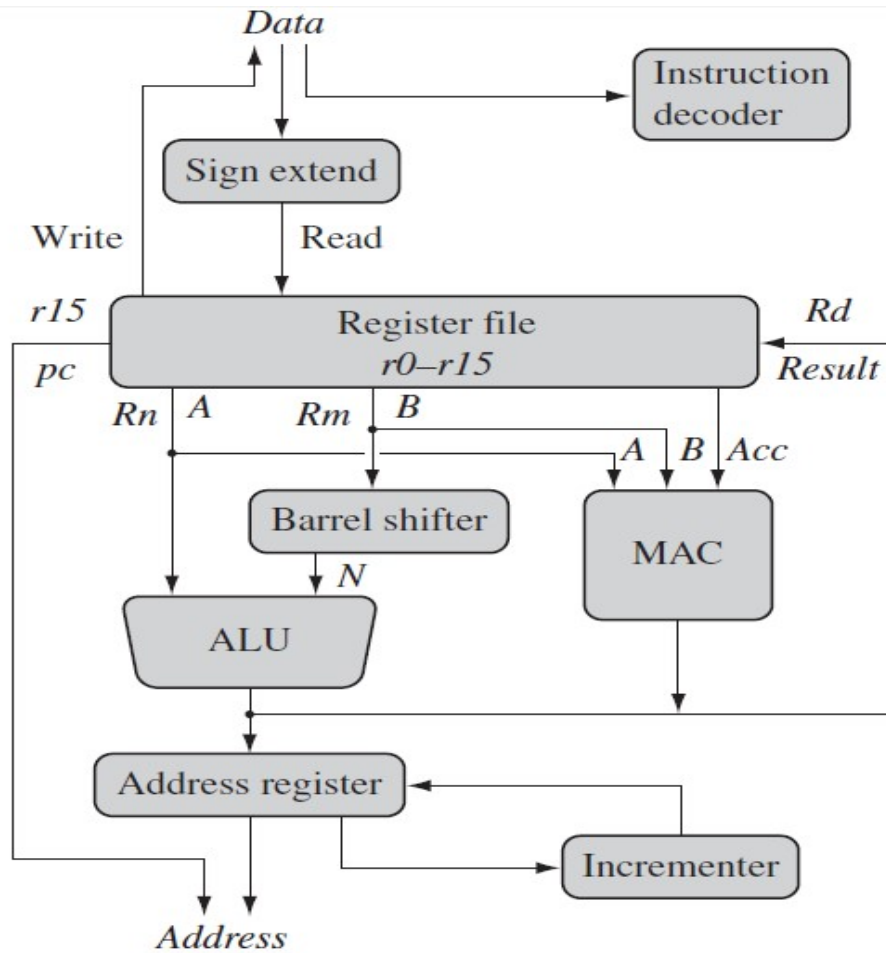 Data
Instruction
decoder
Sign extend
Write
Read
r15
Register file
Rd
pc
r0–r15
Result
Rn
A
Rm
B
A
B
Acc
Barrel shifter
MAC
N
ALU
Address register
Incrementer
Address